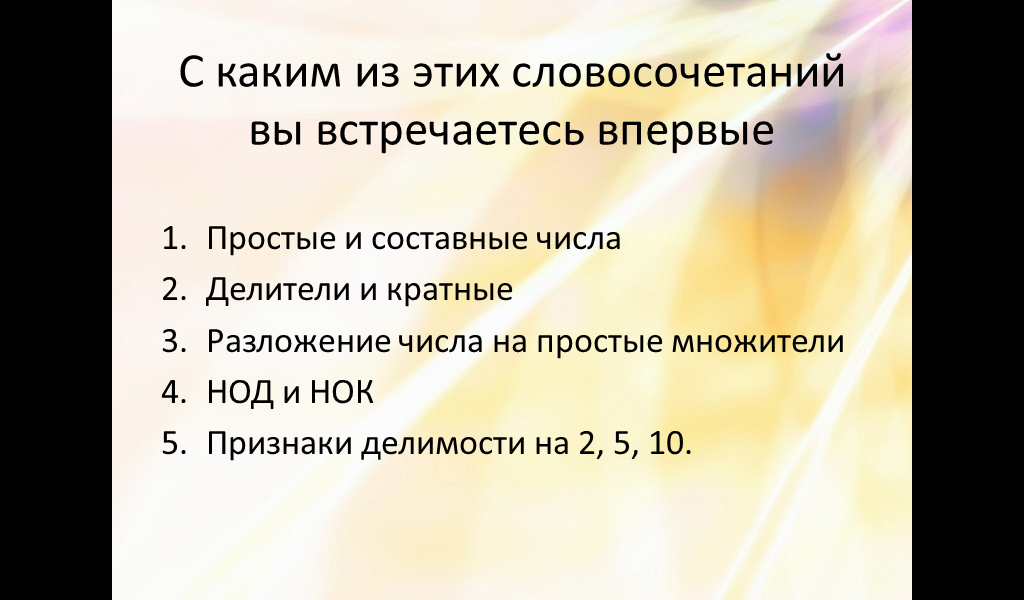 С каким из этих словосочетаний
вы встречаетесь впервые
1. Простые и составные числа
2. Делители и кратные
3. Разложение числа на простые множители
4. НОД и НОК
5. Признаки делимости на 2, 5, 10.